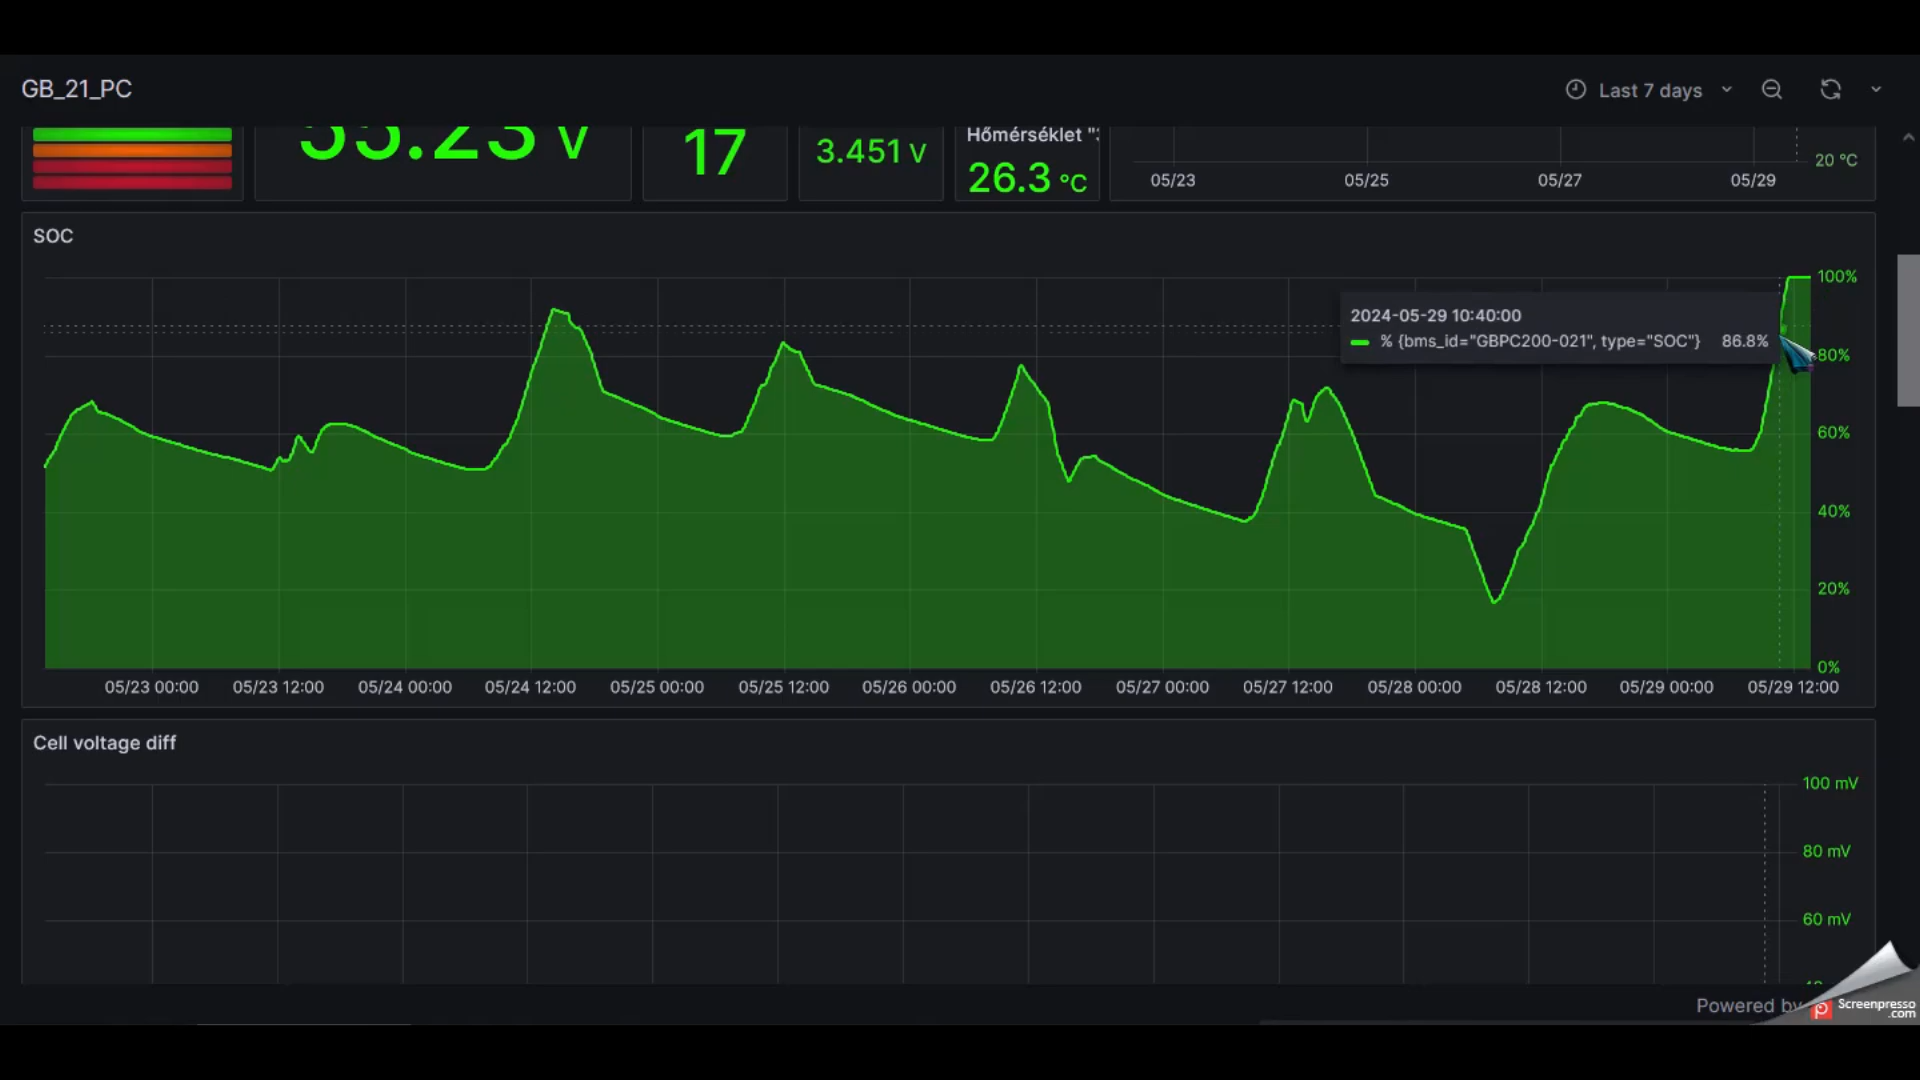 GB_21_PC
Last 7 days
55.23 V
17
3.451 V
Hőmérséklet "
26.3 °C
20 °C
05/23 05/25 05/27 05/29
SOC
100%
80%
60%
40%
20%
0%
2024-05-29 10:40:00
% {bms_id="GBPC200-021", type="SOC"} 86.8%
05/23 00:00 05/23 12:00 05/24 00:00 05/24 12:00 05/25 00:00 05/25 12:00 05/26 00:00 05/26 12:00 05/27 00:00 05/27 12:00 05/28 00:00 05/28 12:00 05/29 00:00 05/29 12:00
Cell voltage diff
100 mV
80 mV
60 mV
Powered by
Screenpresso
.com